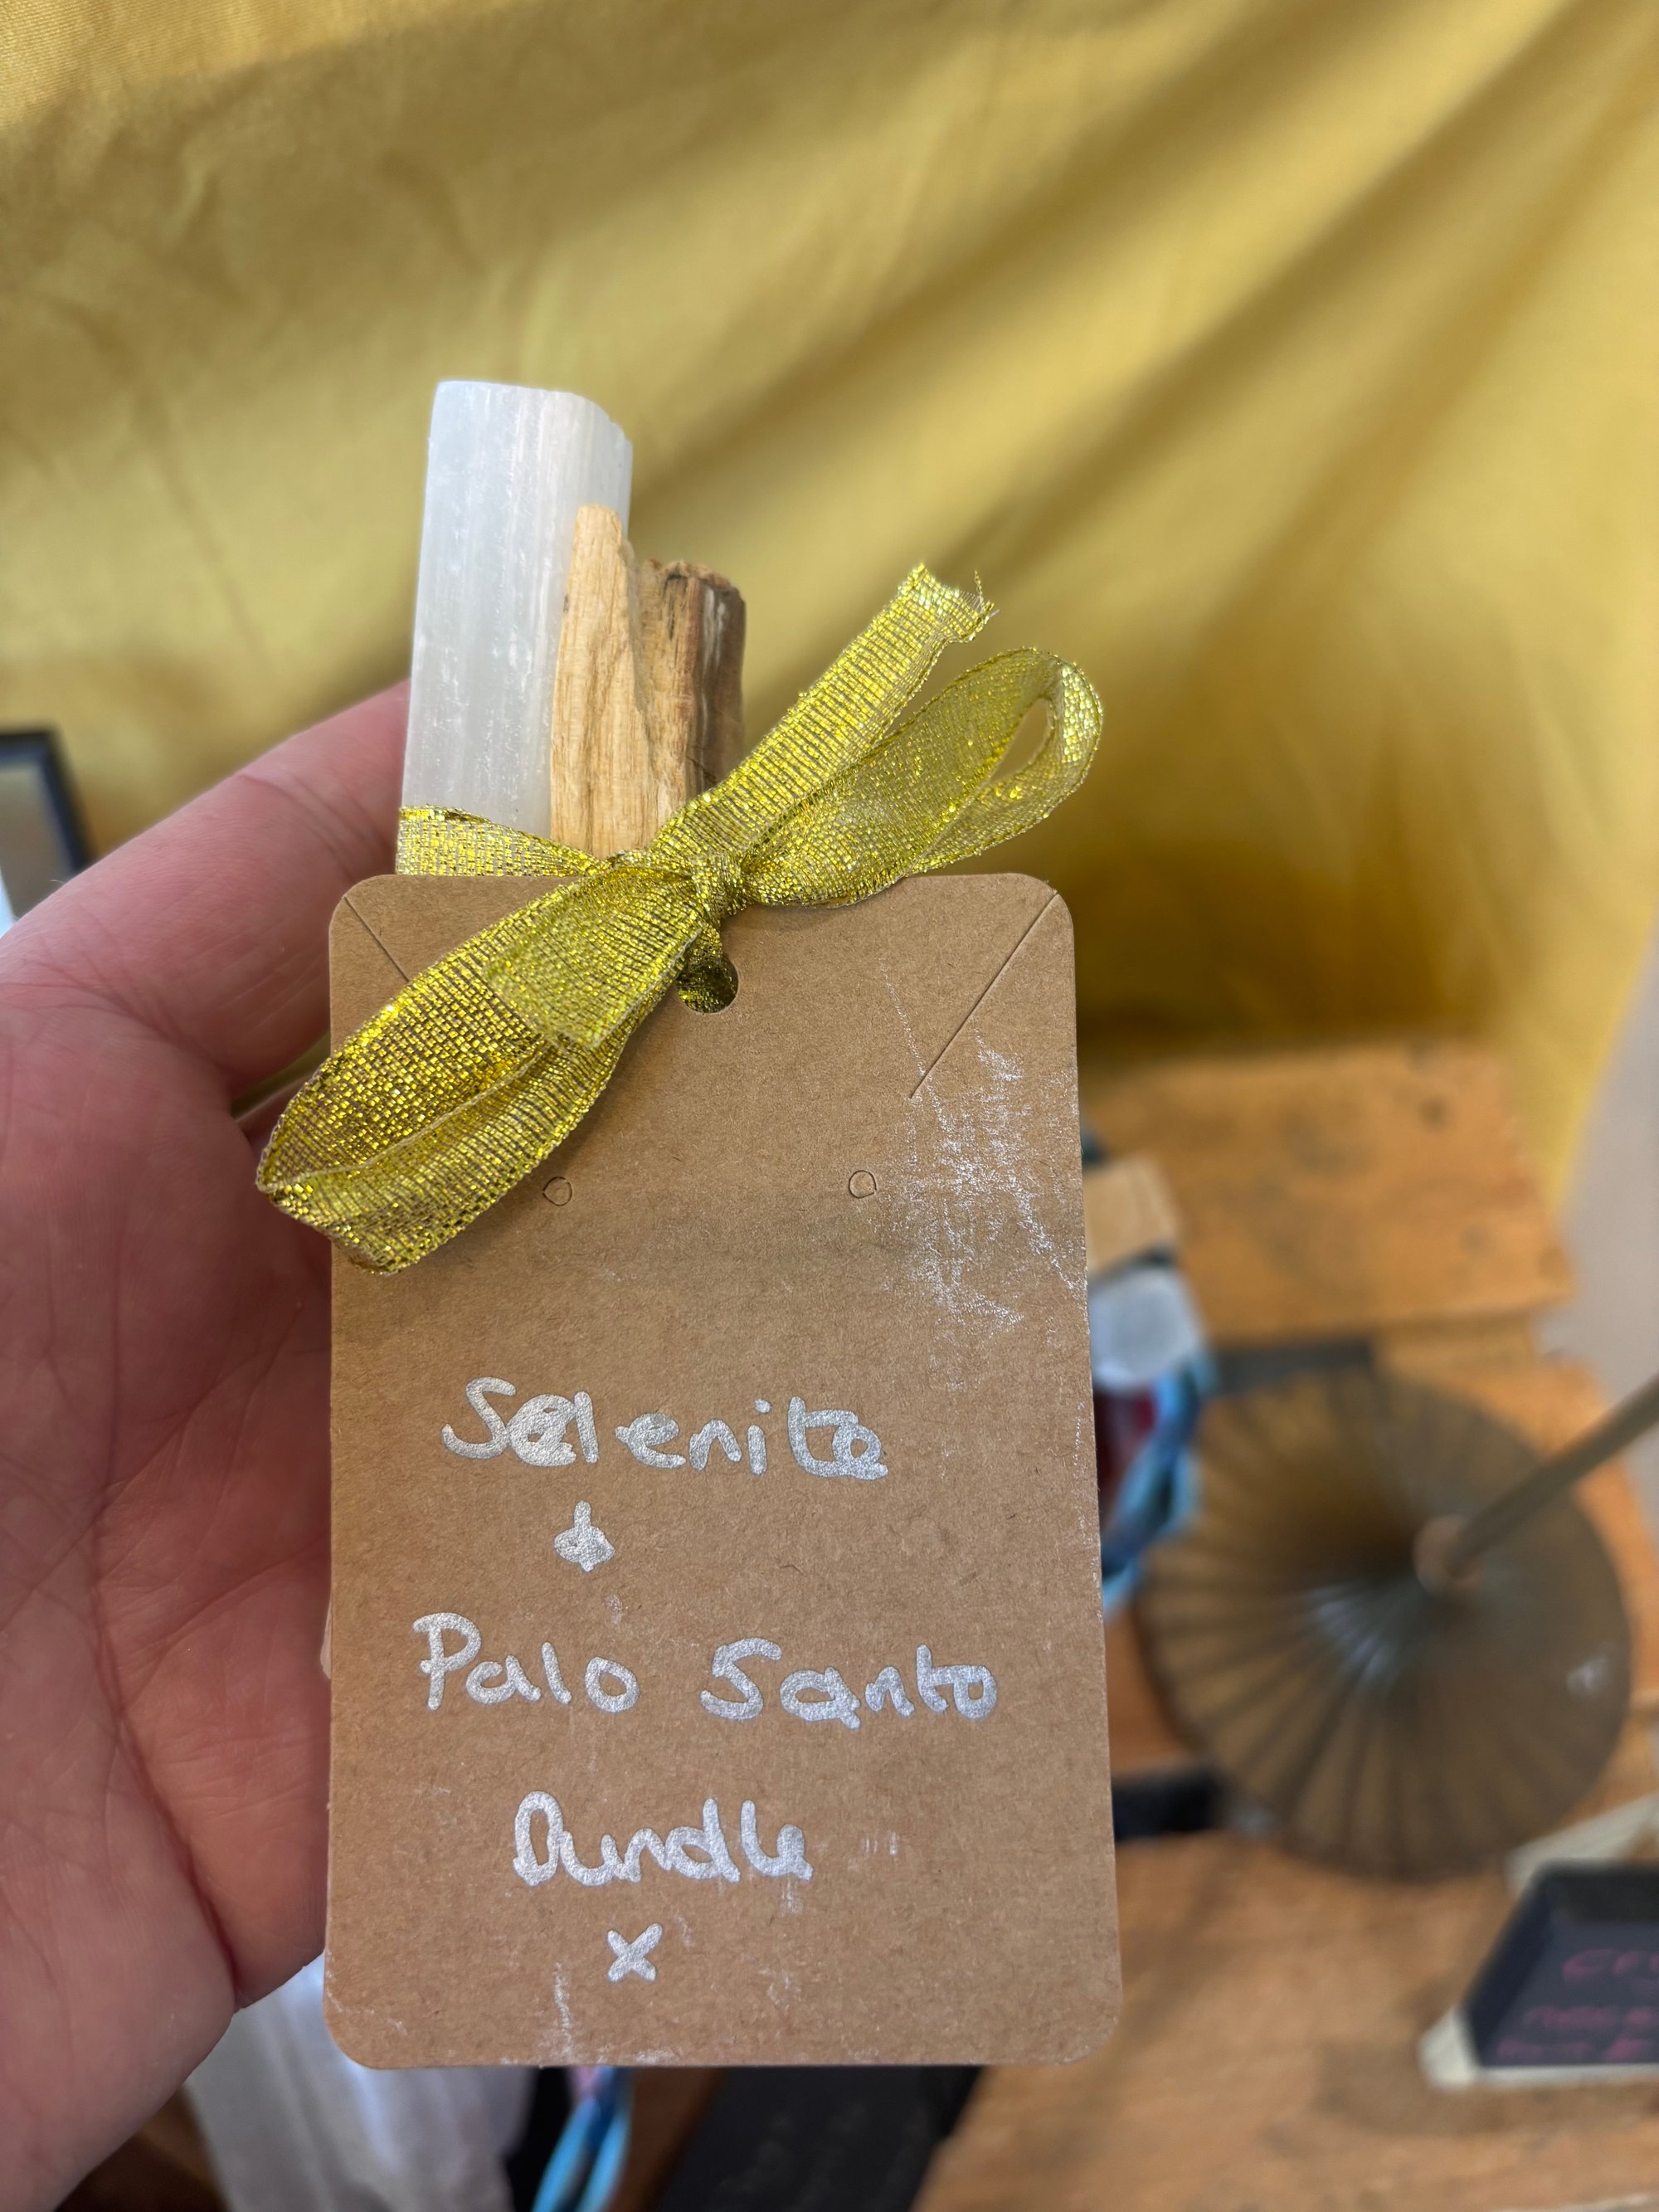 Selenite
+
Palo Santo
Bundle
x